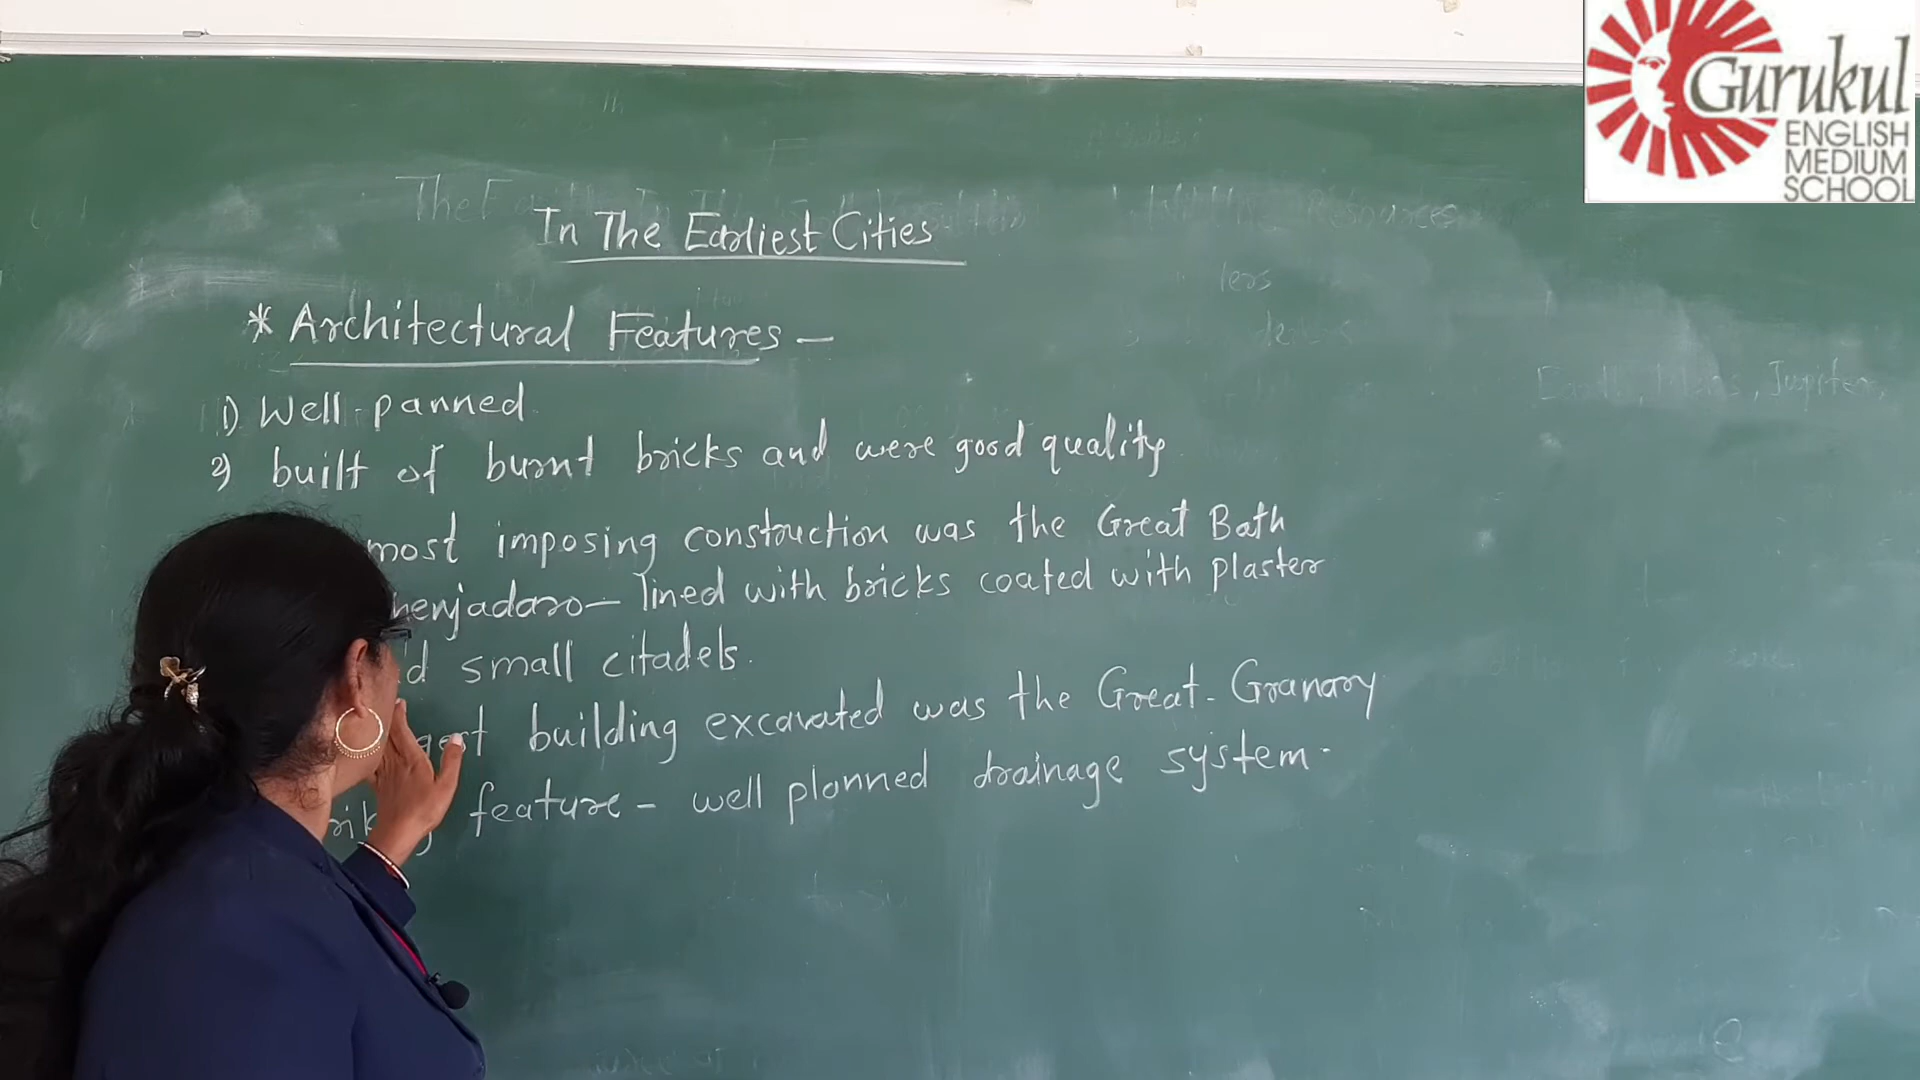 Gurukul
ENGLISH
MEDIUM
SCHOOL
In The Earliest Cities
* Architectural Features –
1) Well-panned
2) built of burnt bricks and were good quality
most imposing construction was the Great Bath
henjadaro – lined with bricks coated with plaster
small citadels.
building excavated was the Great-Granary
feature – well planned drainage system.